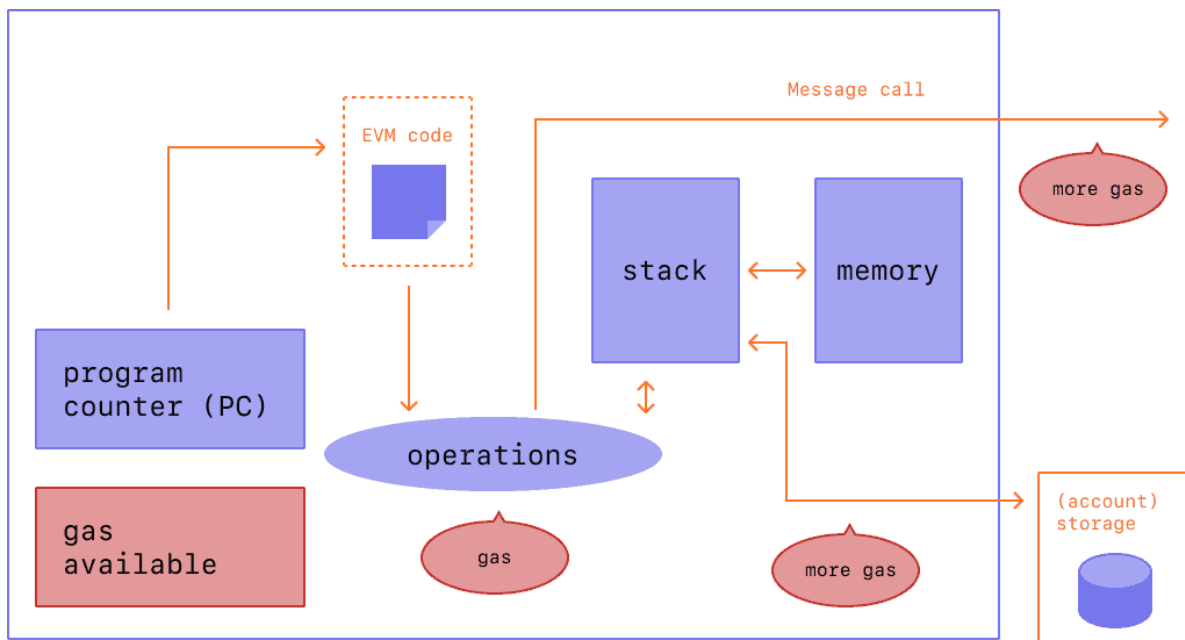 Message call
EVM code
more gas
stack
memory
program
counter (PC)
operations
(account)
storage
gas
available
gas
more gas